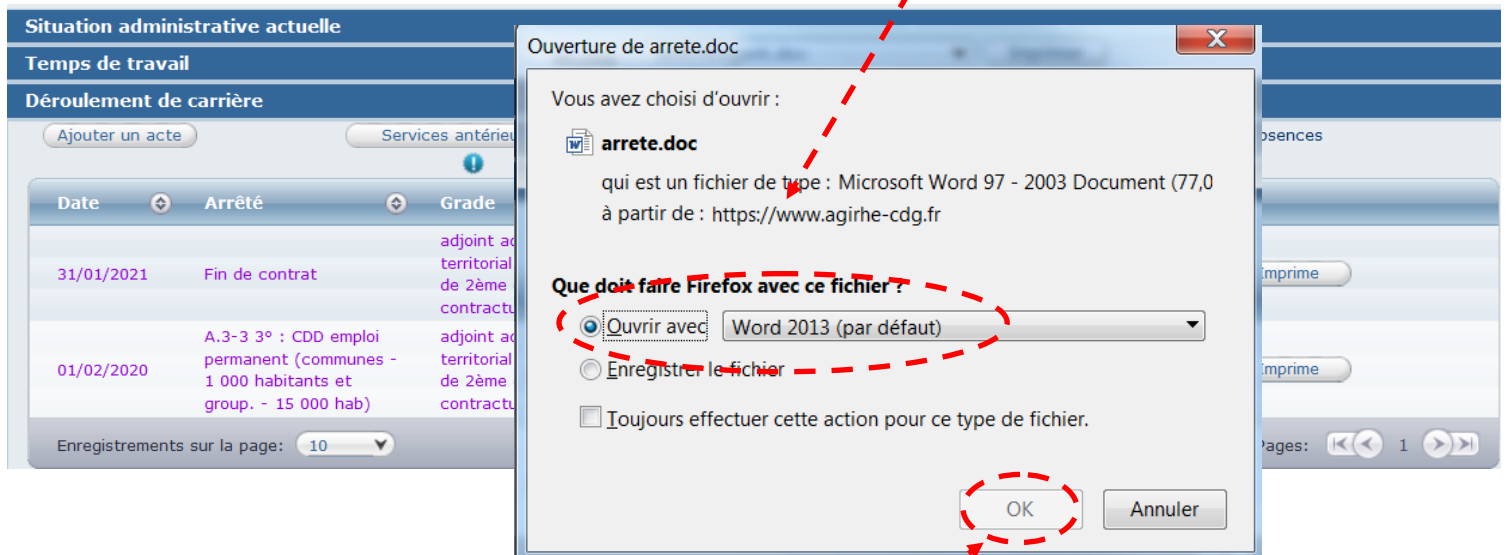 Situation administrative actuelle
Temps de travail
Déroulement de carrière
Ajouter un acte
Services
Date
Arrêté
Grade
31/01/2021
Fin de contrat
adjoint
territorial
de 2ème
Imprime
01/02/2020
A.3-3 3° : CDD emploi
permanent (communes -
1 000 habitants et
group. - 15 000 hab)
adjoint
territorial
de 2ème
Imprime
Enregistrements sur la page: 10
Pages: 1
Ouverture de arrete.doc
Vous avez choisi d'ouvrir :
arrete.doc
qui est un fichier de type : Microsoft Word 97 - 2003 Document (77,0
à partir de : https://www.agirhe-cdg.fr
Que doit faire Firefox avec ce fichier ?
Ouvrir avec Word 2013 (par défaut)
Enregistrer le fichier
Toujours effectuer cette action pour ce type de fichier.
OK
Annuler